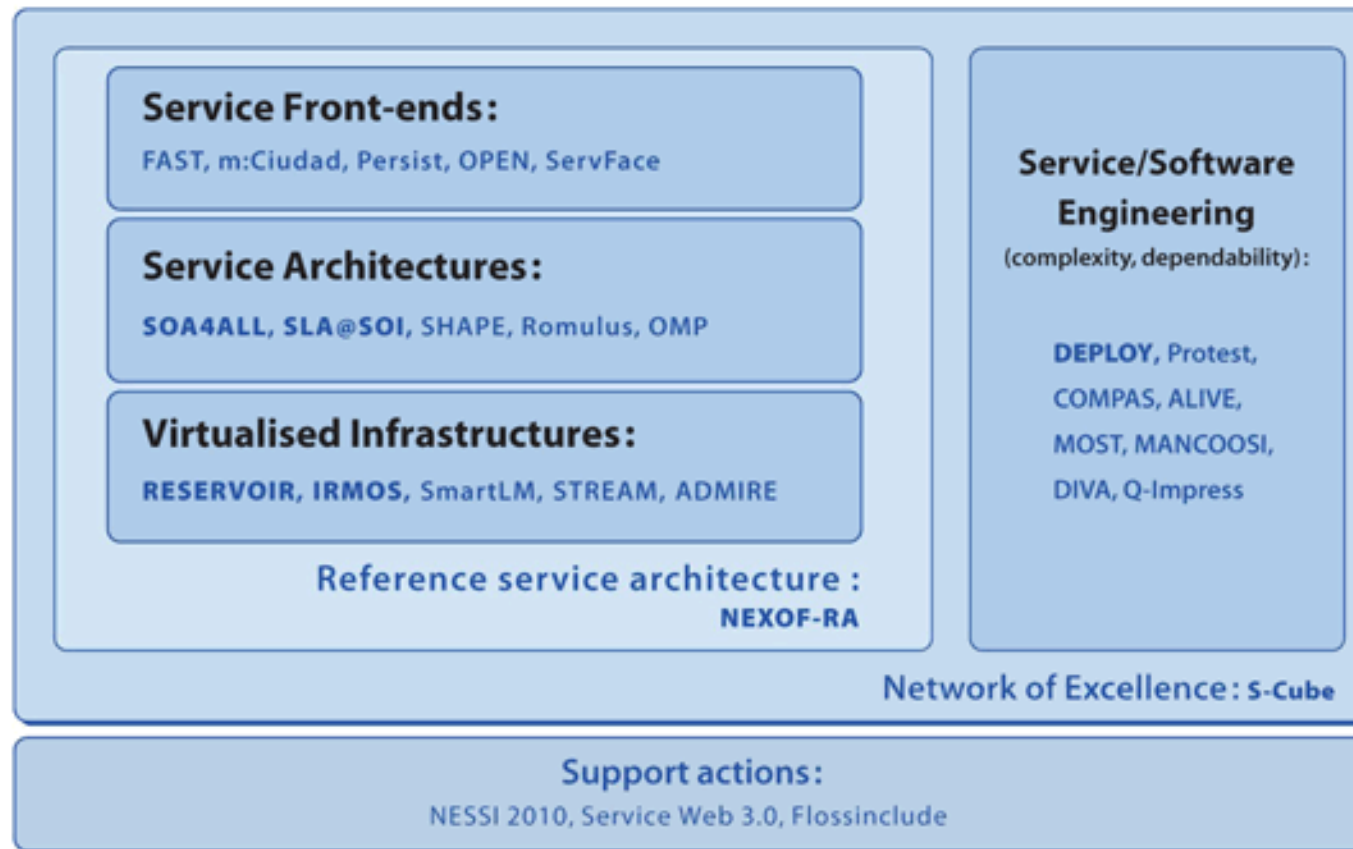 Service Front-ends:
FAST, m:Ciudad, Persist, OPEN, ServFace
Service Architectures:
SOA4ALL, SLA@SOI, SHAPE, Romulus, OMP
Virtualised Infrastructures:
RESERVOIR, IRMOS, SmartLM, STREAM, ADMIRE
Reference service architecture :
NEXOF-RA
Service/Software
Engineering
(complexity, dependability):
DEPLOY, Protest,
COMPAS, ALIVE,
MOST, MANCOOSI,
DIVA, Q-Impress
Network of Excellence: S-Cube
Support actions:
NESSI 2010, Service Web 3.0, Flossinclude